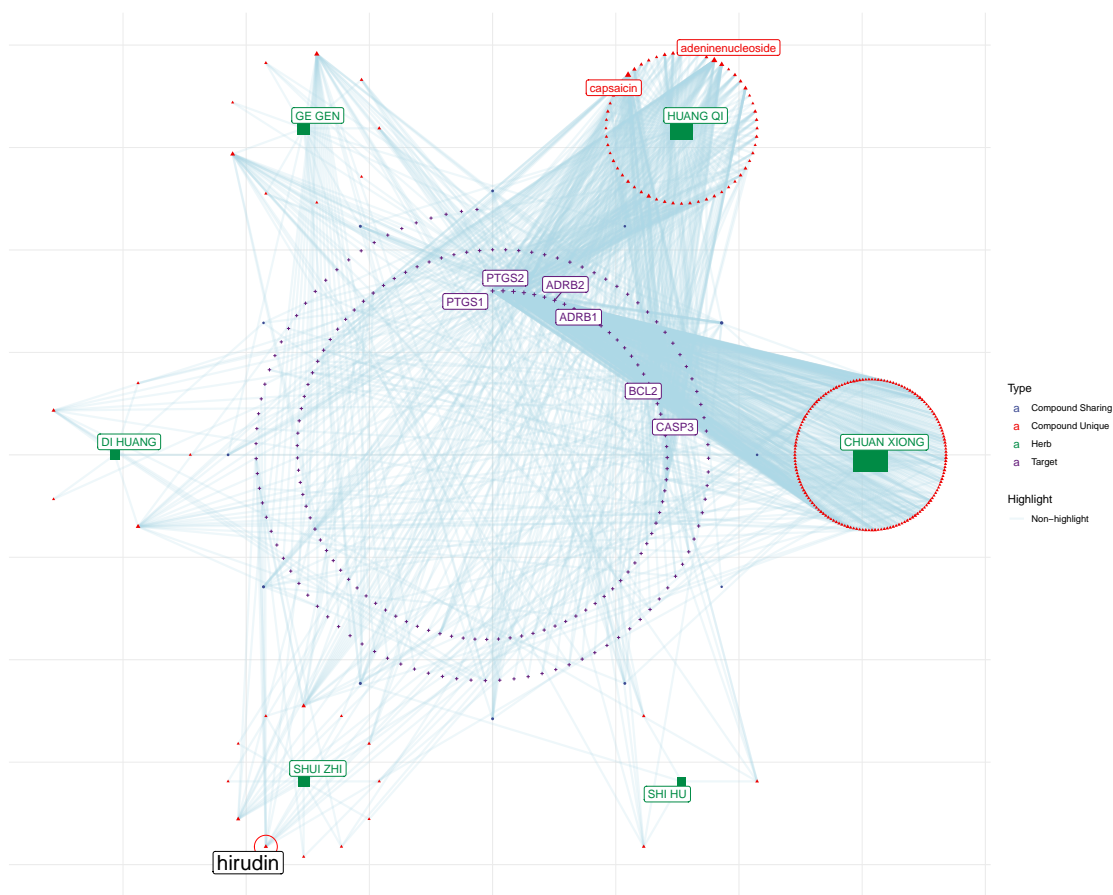 adeninenucleoside
capsaicin
GE GEN
HUANG QI
PTGS2
ADRB2
PTGS1
ADRB1
BCL2
CASP3
DI HUANG
CHUAN XIONG
SHUI ZHI
SHI HU
hirudin
Type
a Compound Sharing
a Compound Unique
a Herb
a Target
Highlight
Non-highlight